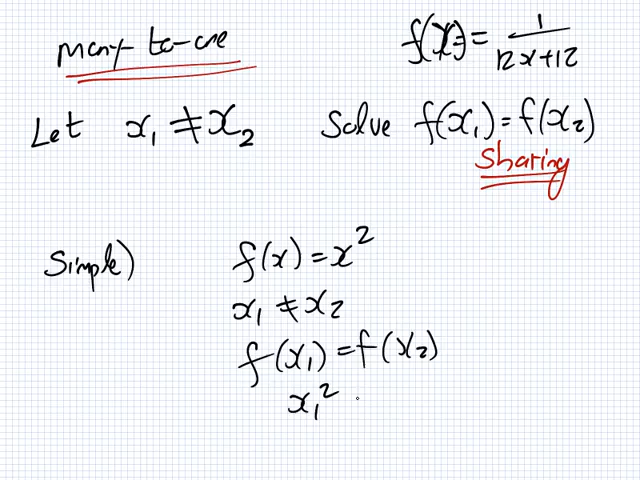 many-to-one
f(x) = 1/12x+12
Let x₁ ≠ x₂ Solve f(x₁) = f(x₂)
Sharing
Simple) f(x) = x²
x₁ ≠ x₂
f(x₁) = f(x₂)
x₁²